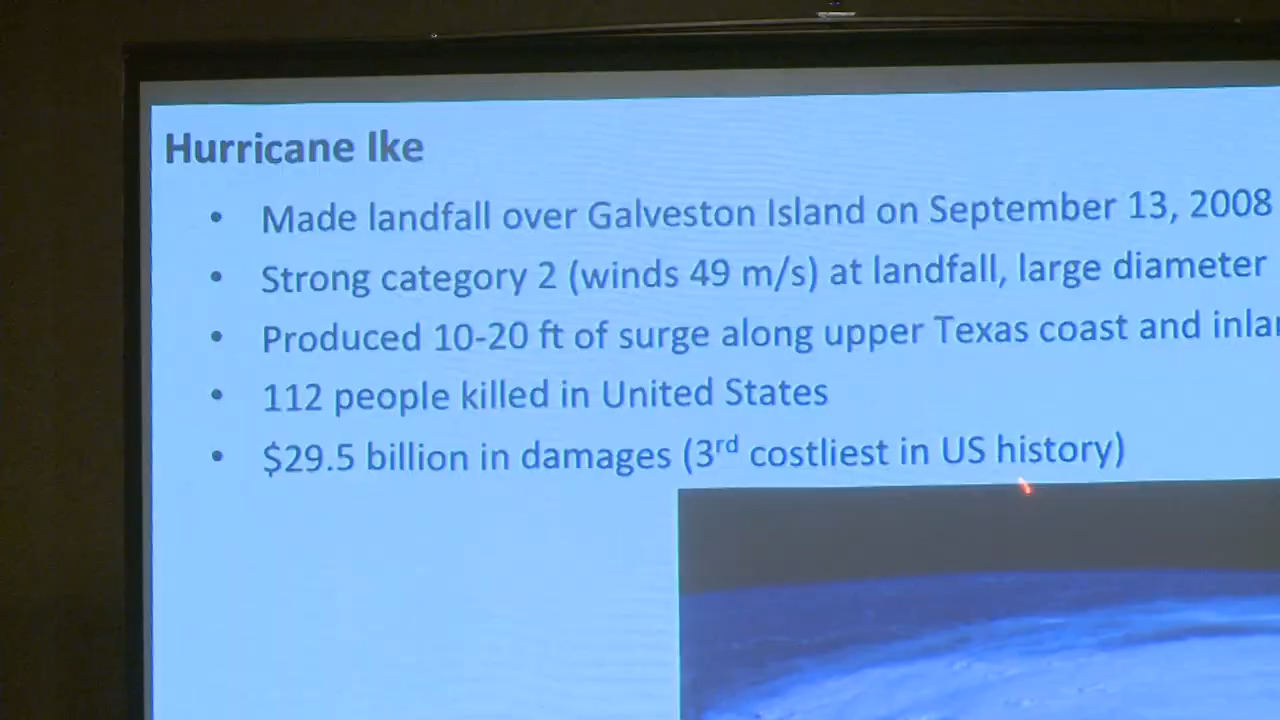 Hurricane Ike
• Made landfall over Galveston Island on September 13, 2008
• Strong category 2 (winds 49 m/s) at landfall, large diameter
• Produced 10-20 ft of surge along upper Texas coast and
• 112 people killed in United States
• $29.5 billion in damages (3rd costliest in US history)